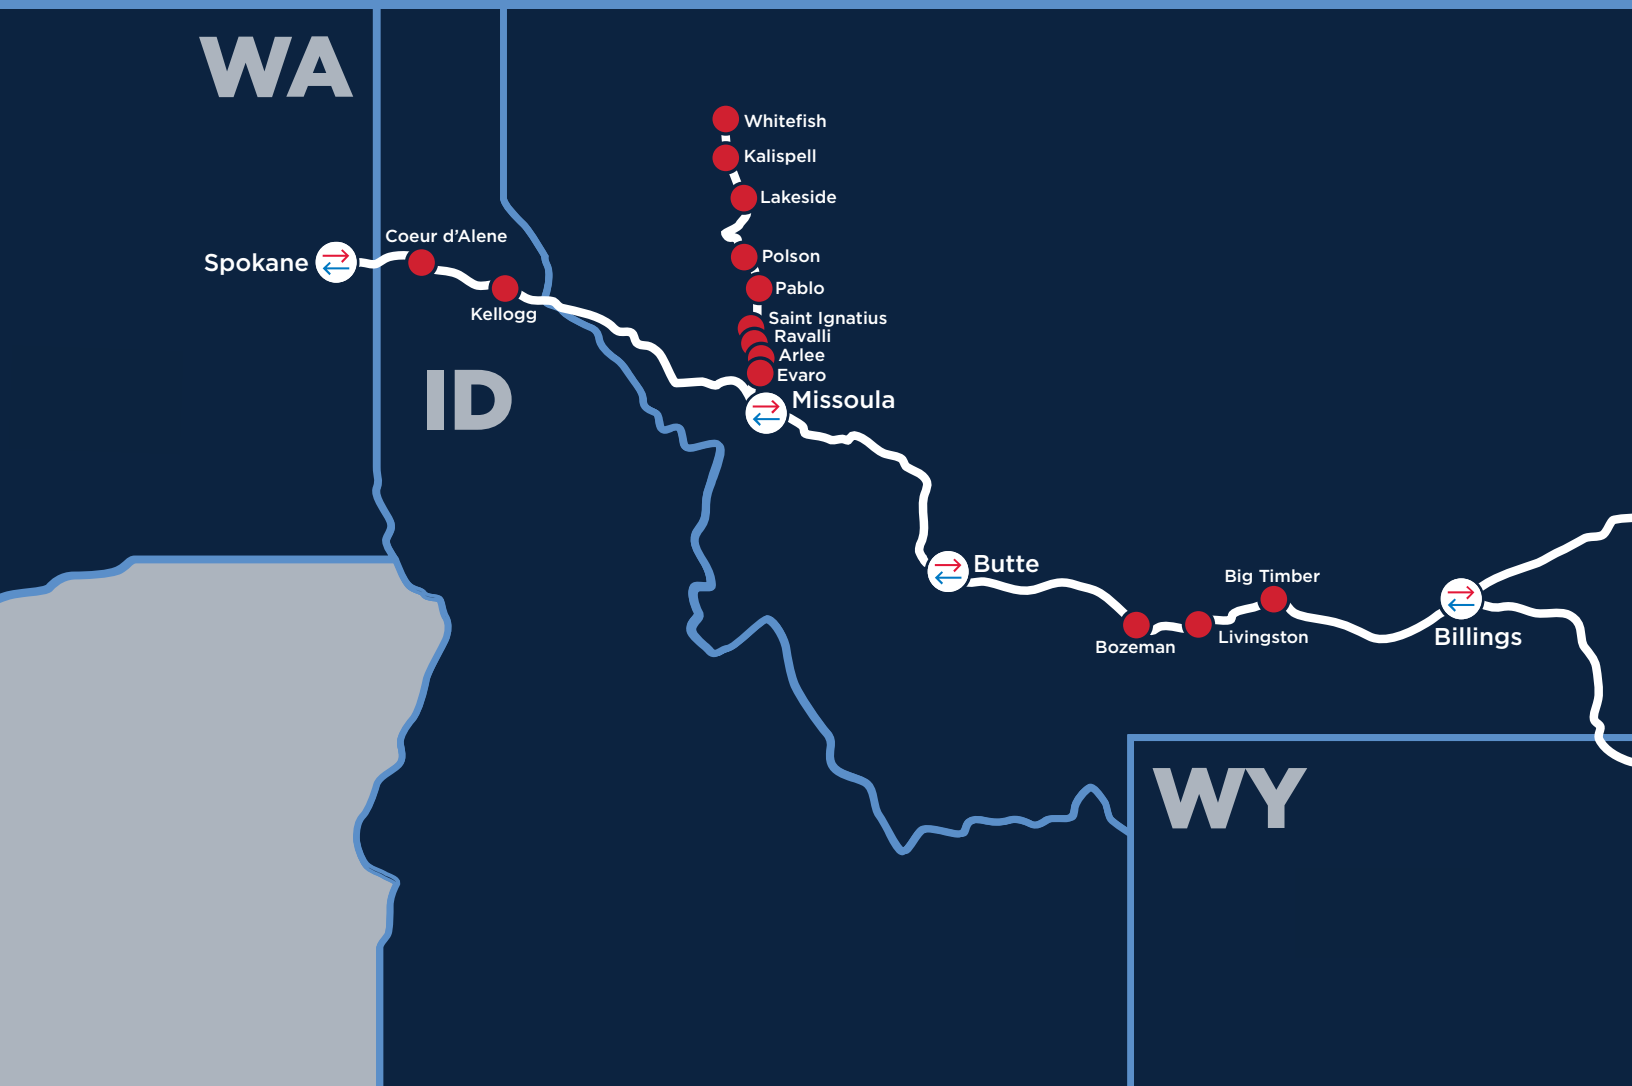 WA
Whitefish
Kalispell
Lakeside
Coeur d'Alene
Spokane
Polson
Pablo
Kellogg
Saint Ignatius
Ravalli
Arlee
Evaro
ID
Missoula
Butte
Big Timber
Bozeman
Livingston
Billings
WY